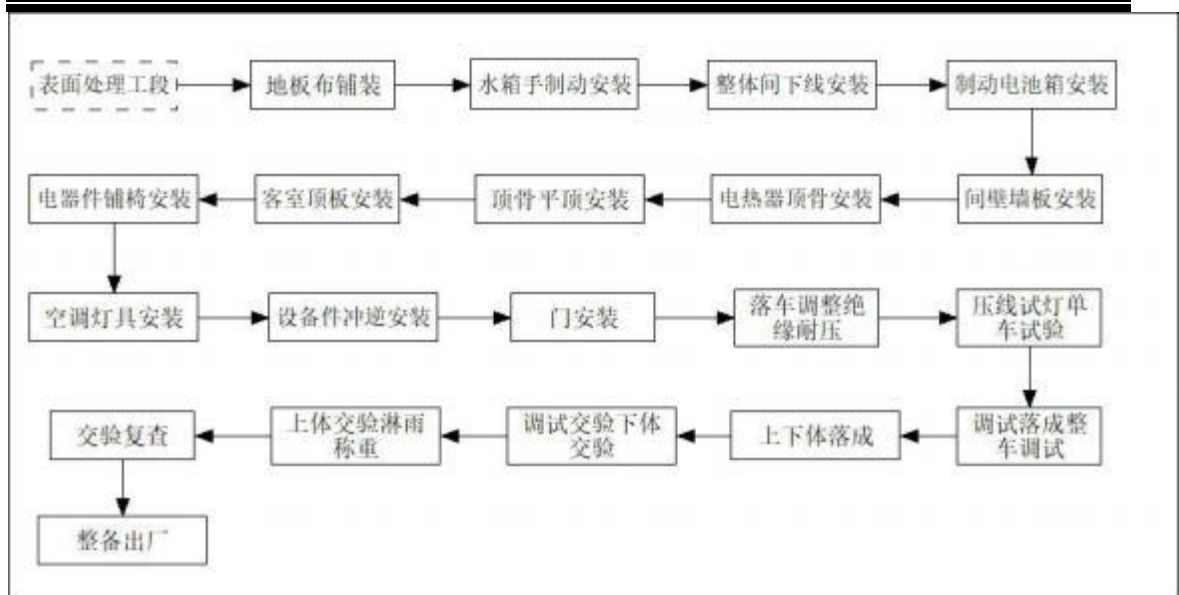 表面处理工段
地板布铺装
水箱手制动安装
整体间下线安装
制动电池箱安装
间壁墙板安装
电热器顶骨安装
顶骨平顶安装
客室顶板安装
电器件铺椅安装
空调灯具安装
设备件冲逆安装
门安装
落车调整绝
缘耐压
压线试灯单
车试验
调试落成整
车调试
上下体落成
调试交验下体
交验
上体交验淋雨
称重
交验复查
整备出厂